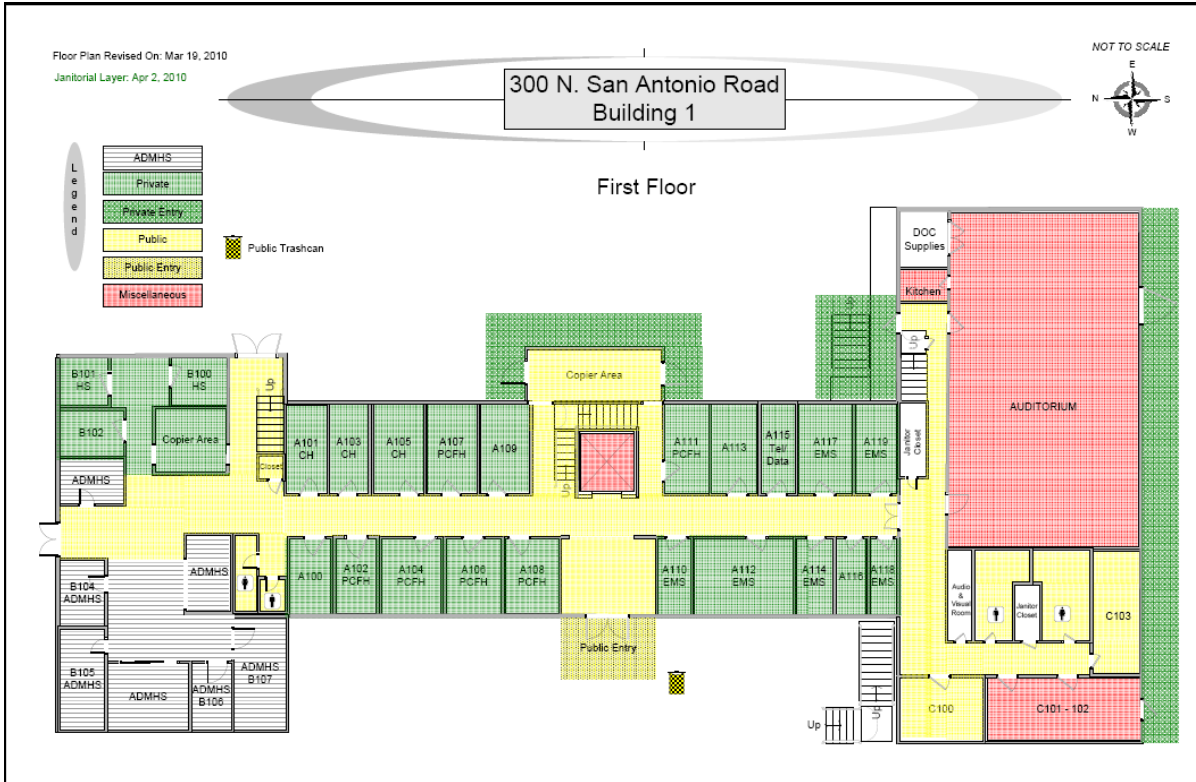 Floor Plan Revised On: Mar 19, 2010
Janitorial Layer: Apr 2, 2010
300 N. San Antonio Road
Building 1
NOT TO SCALE
E
N
S
W
First Floor
Legend
ADMHS
Private
Private Entry
Public
Public Entry
Miscellaneous
Public Trashcan
DOC
Supplies
Kitchen
Up
Up
AUDITORIUM
Janitor
Closet
B101
HS
B100
HS
B102
Copier Area
ADMHS
Up
Closet
Copier Area
Up
A101
CH
A103
CH
A105
CH
A107
PCFH
A109
A111
PCFH
A113
A115
Tel/
Data
A117
EMS
A119
EMS
A100
A102
PCFH
A104
PCFH
A106
PCFH
A108
PCFH
A110
EMS
A112
EMS
A114
EMS
A116
A118
EMS
ADMHS
B104
ADMHS
B105
ADMHS
ADMHS
ADMHS
B106
ADMHS
B107
Public Entry
Audio
&
Visual
Room
Janitor
Closet
C103
C100
C101 - 102
Up
Up